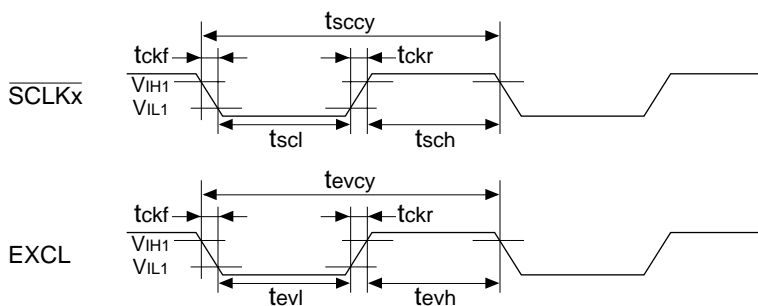 tsccy
tckf
tckr
SCLKx
VIH1
VIL1
tscl
tsch
tevcy
tckf
tckr
EXCL
VIH1
VIL1
tevl
tevh